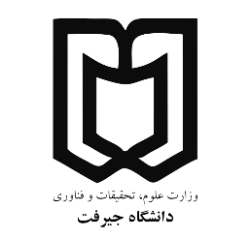 وزارت علوم، تحقیقات و فناوری
دانشگاه جیرفت